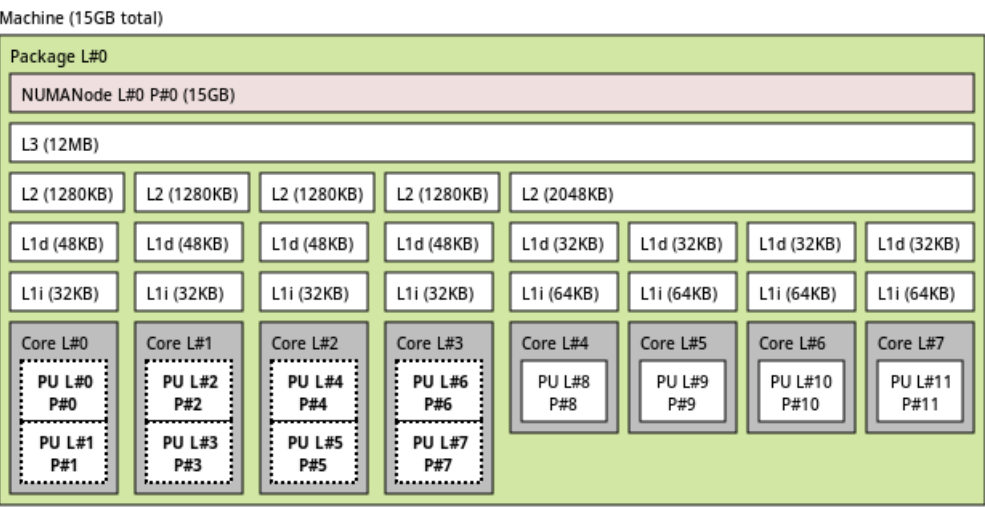 Machine (15GB total)
Package L#0
NUMANode L#0 P#0 (15GB)
L3 (12MB)
L2 (1280KB) L2 (1280KB) L2 (1280KB) L2 (1280KB) L2 (2048KB)
L1d (48KB) L1d (48KB) L1d (48KB) L1d (48KB) L1d (32KB) L1d (32KB) L1d (32KB) L1d (32KB)
L1i (32KB) L1i (32KB) L1i (32KB) L1i (32KB) L1i (64KB) L1i (64KB) L1i (64KB) L1i (64KB)
Core L#0 Core L#1 Core L#2 Core L#3 Core L#4 Core L#5 Core L#6 Core L#7
PU L#0 PU L#2 PU L#4 PU L#6 PU L#8 PU L#9 PU L#10 PU L#11
P#0 P#2 P#4 P#6 P#8 P#9 P#10 P#11
PU L#1 PU L#3 PU L#5 PU L#7
P#1 P#3 P#5 P#7